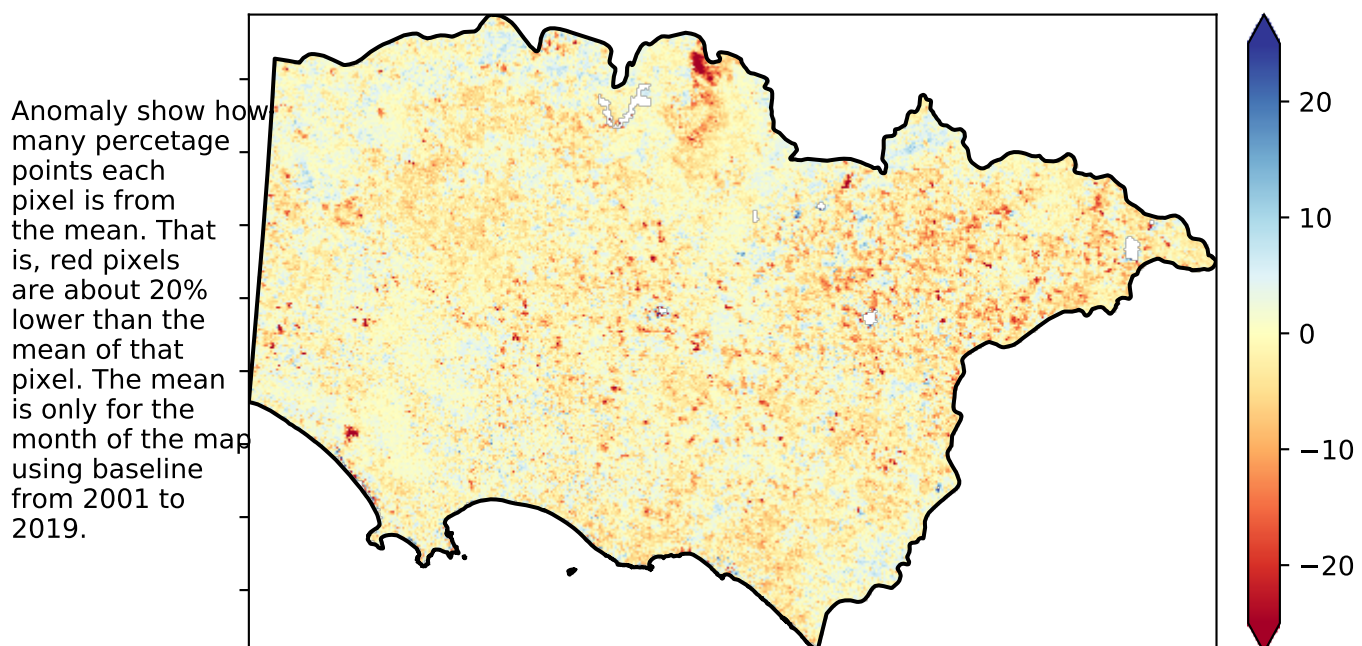 Anomaly show how
many percetage
points each
pixel is from
the mean. That
is, red pixels
are about 20%
lower than the
mean of that
pixel. The mean
is only for the
month of the map
using baseline
from 2001 to
2019.
20
10
0
−10
−20